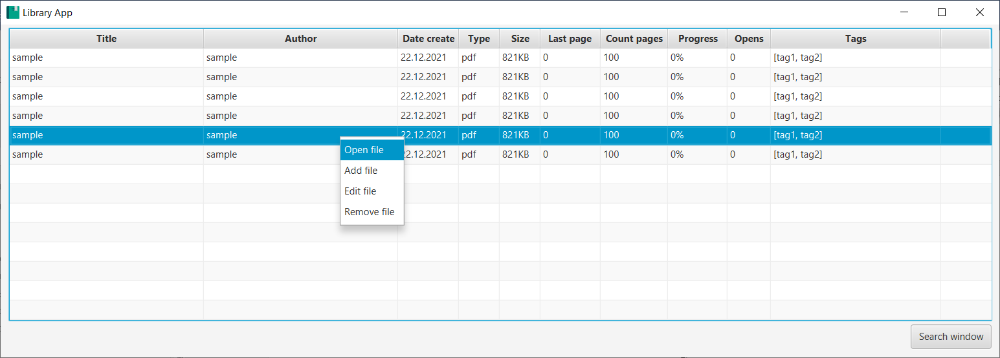 Library App
Title Author Date create Type Size Last page Count pages Progress Opens Tags
sample sample 22.12.2021 pdf 821KB 0 100 0% 0 [tag1, tag2]
sample sample 22.12.2021 pdf 821KB 0 100 0% 0 [tag1, tag2]
sample sample 22.12.2021 pdf 821KB 0 100 0% 0 [tag1, tag2]
sample sample 22.12.2021 pdf 821KB 0 100 0% 0 [tag1, tag2]
sample sample 22.12.2021 pdf 821KB 0 100 0% 0 [tag1, tag2]
sample sample 22.12.2021 pdf 821KB 0 100 0% 0 [tag1, tag2]
Open file
Add file
Edit file
Remove file
Search window